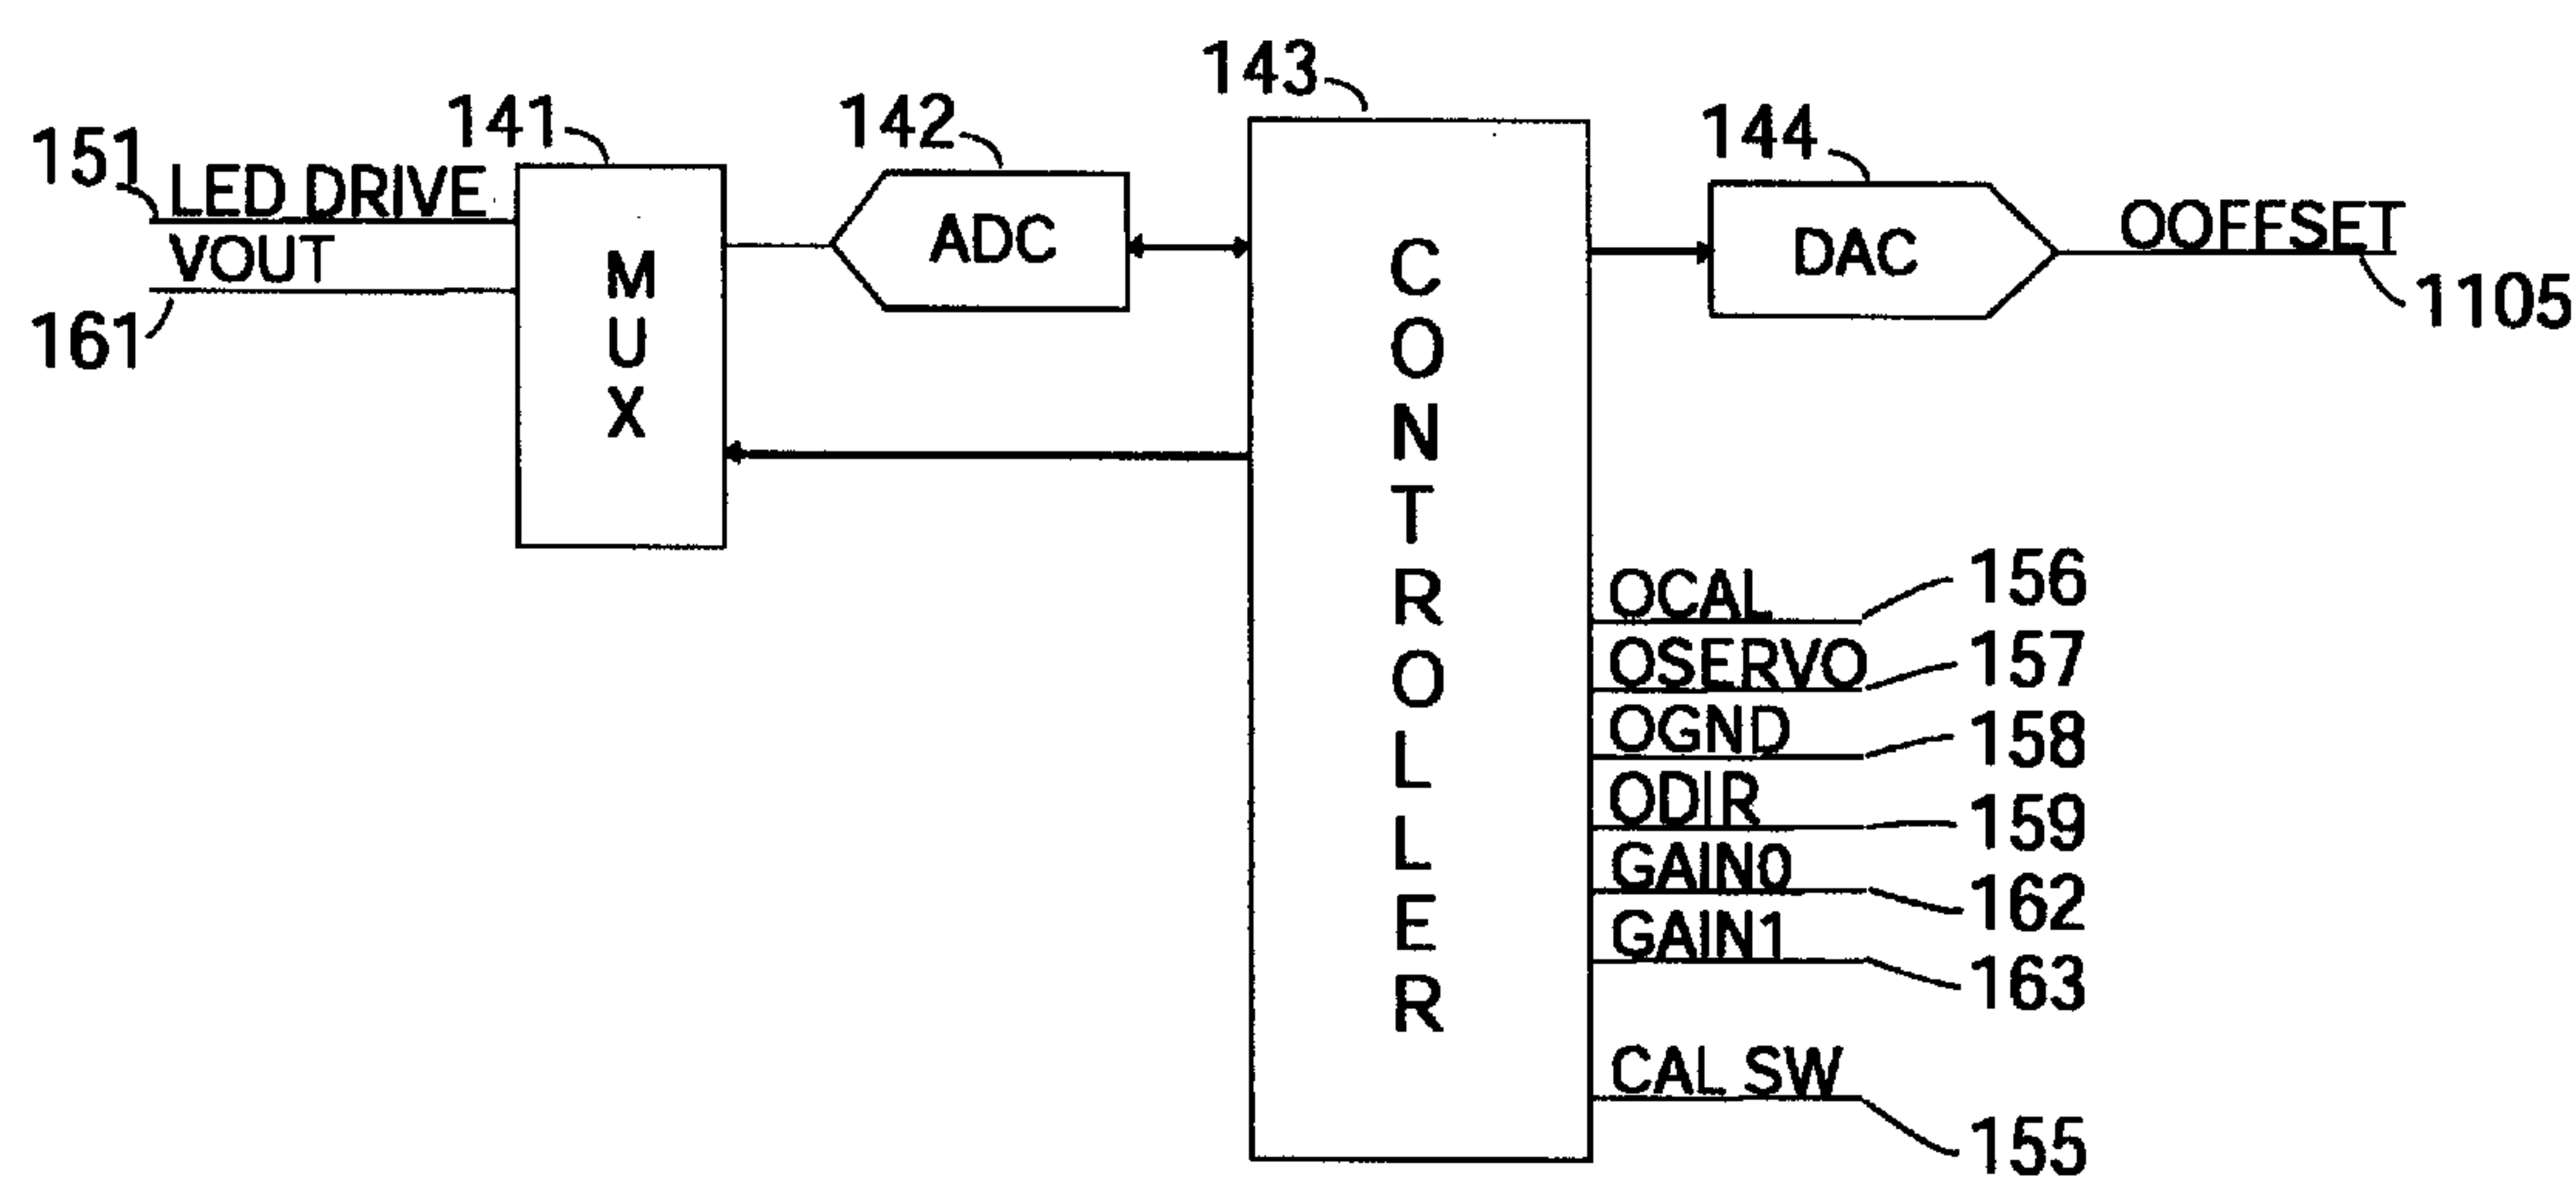 143
141
142
144
151
LED DRIVE
VOUT
161
MUX
ADC
CONTROLLER
DAC
OOFFSET
1105
OCAL
156
OSERVO
157
OGND
158
ODIR
159
GAIN0
162
GAIN1
163
CAL SW
155